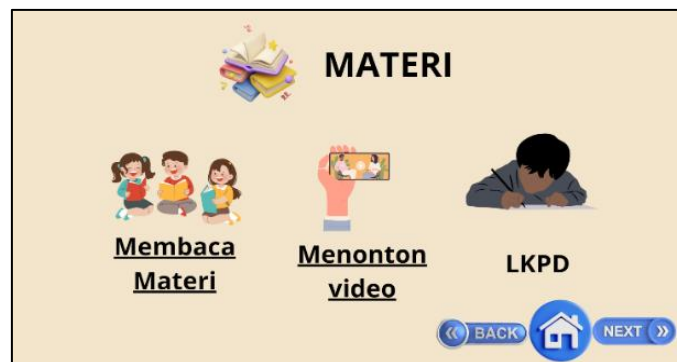 MATERI
Membaca
Materi
Menonton
video
LKPD
BACK
NEXT